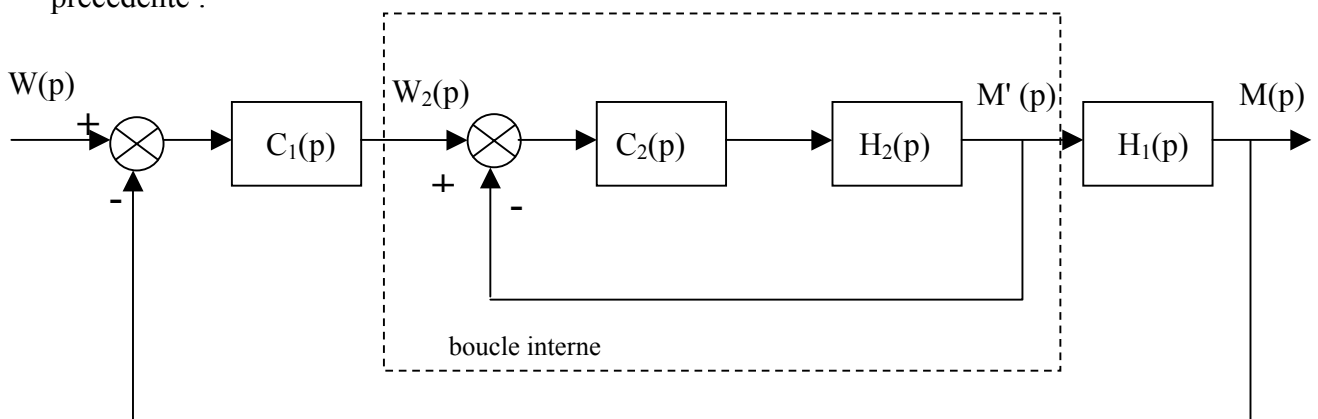 précédente :
W(p)
+
-
C₁(p)
W₂(p)
+
-
C₂(p)
H₂(p)
M' (p)
H₁(p)
M(p)
boucle interne